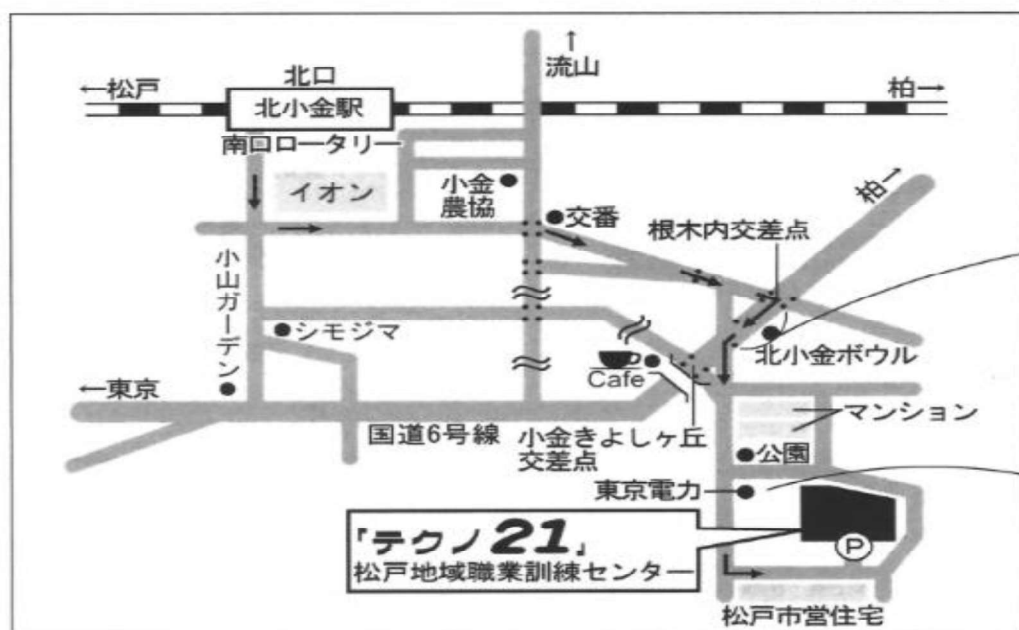 北口
←松戸
北小金駅
↑
流山
柏→
南口ロータリー
イオン
小金
農協
交番
根木内交差点
柏→
小山ガーデン
シモジマ
北小金ボウル
Cafe
←東京
国道6号線
小金きよしヶ丘
交差点
マンション
公園
東京電力
『テクノ21』
松戸地域職業訓練センター
P
松戸市営住宅